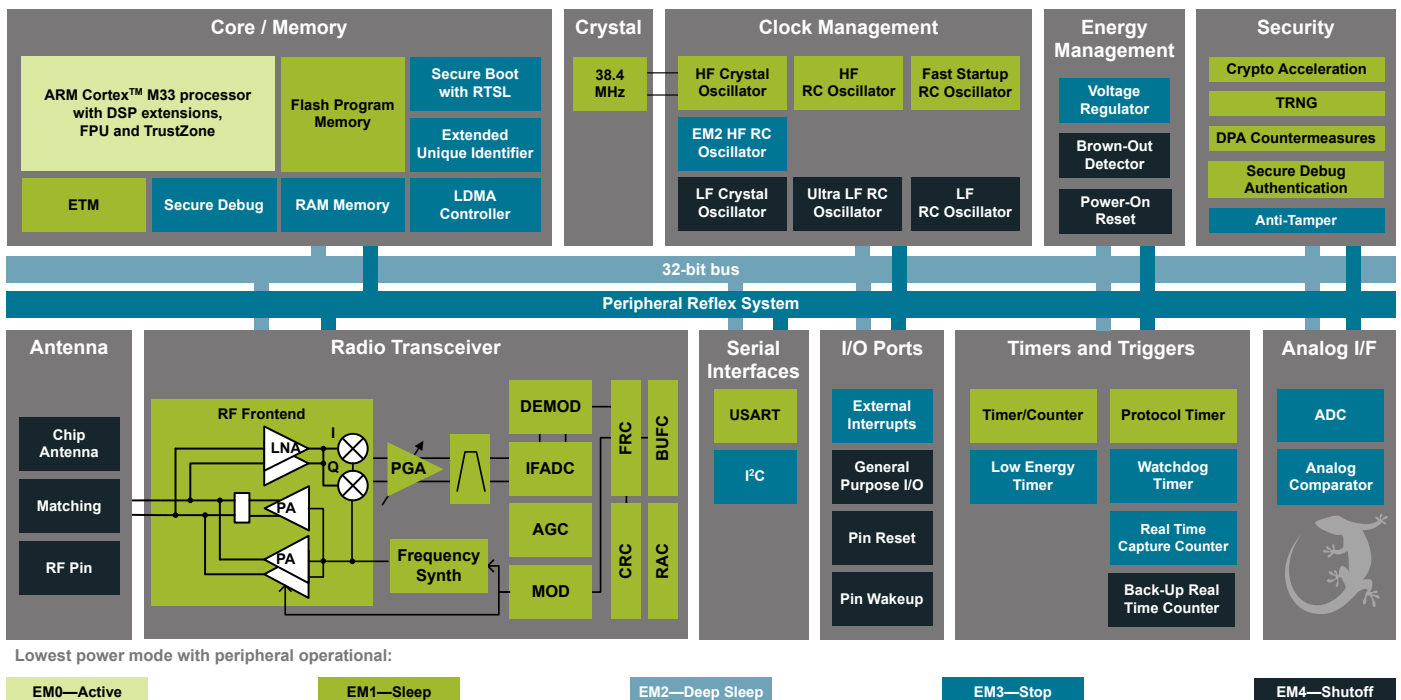 Core / Memory
Crystal
Clock Management
Energy
Management
Security
ARM Cortex™ M33 processor
with DSP extensions,
FPU and TrustZone
Flash Program
Memory
Secure Boot
with RTSL
Extended
Unique Identifier
ETM
Secure Debug
RAM Memory
LDMA
Controller
38.4
MHz
HF Crystal
Oscillator
HF
RC Oscillator
Fast Startup
RC Oscillator
EM2 HF RC
Oscillator
LF Crystal
Oscillator
Ultra LF RC
Oscillator
LF
RC Oscillator
Voltage
Regulator
Brown-Out
Detector
Power-On
Reset
Crypto Acceleration
TRNG
DPA Countermeasures
Secure Debug
Authentication
Anti-Tamper
32-bit bus
Peripheral Reflex System
Antenna
Chip
Antenna
Matching
RF Pin
Radio Transceiver
RF Frontend
LNA
I
Q
PA
PA
PGA
Frequency
Synth
DEMOD
IFADC
AGC
MOD
FRC
BUFC
CRC
RAC
Serial
Interfaces
USART
I²C
I/O Ports
External
Interrupts
General
Purpose I/O
Pin Reset
Pin Wakeup
Timers and Triggers
Timer/Counter
Protocol Timer
Low Energy
Timer
Watchdog
Timer
Real Time
Capture Counter
Back-Up Real
Time Counter
Analog I/F
ADC
Analog
Comparator
Lowest power mode with peripheral operational:
EM0—Active
EM1—Sleep
EM2—Deep Sleep
EM3—Stop
EM4—Shutoff